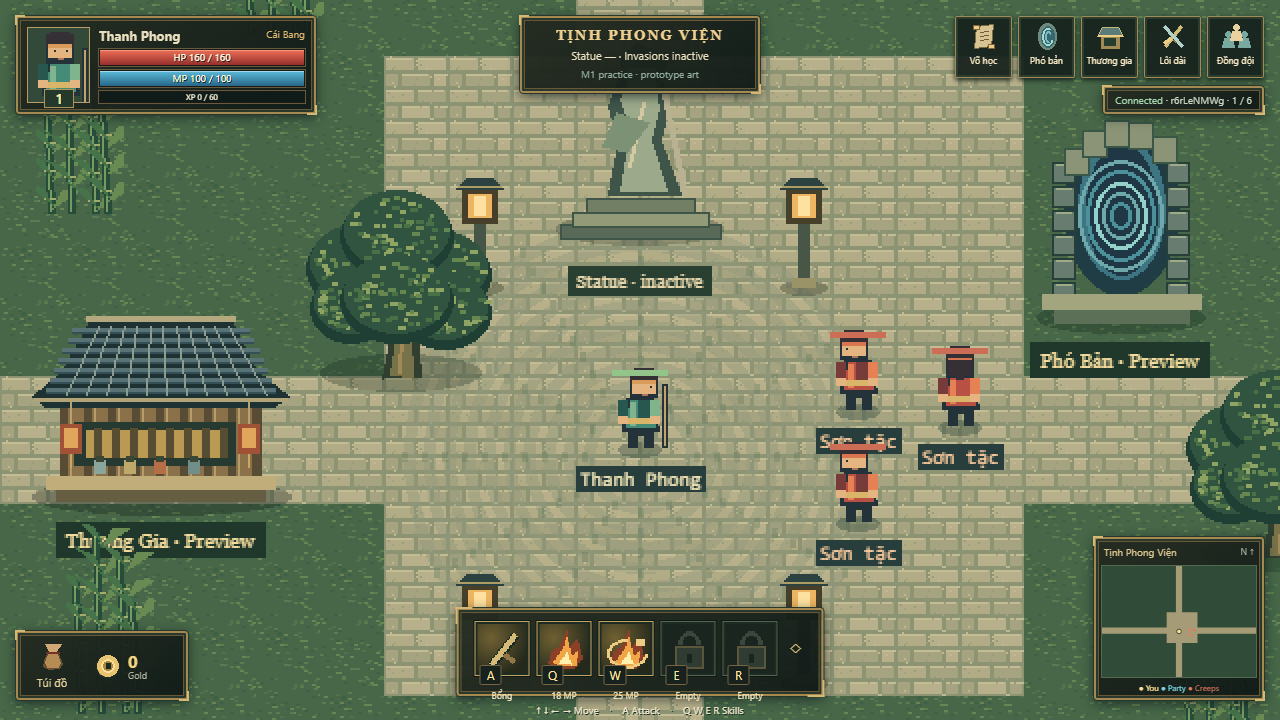 Thanh Phong
Cái Bang
HP 160 / 160
MP 100 / 100
XP 0 / 60
1
TỊNH PHONG VIỆN
Statue — · Invasions inactive
M1 practice · prototype art
Võ học
Phó bản
Thương gia
Lôi đài
Đồng đội
Connected · r6rLeNMWg · 1 / 6
Statue · inactive
Phó Bản · Preview
Sơn tặc
Sơn tặc
Thanh Phong
Gia · Preview
Sơn tặc
Tịnh Phong Viện
N ↑
● You ● Party ● Creeps
Túi đồ
0
Gold
A
Q
W
E
R
Bổng
18 MP
25 MP
Empty
Empty
↑↓← → Move
A Attack
Q W E R Skills